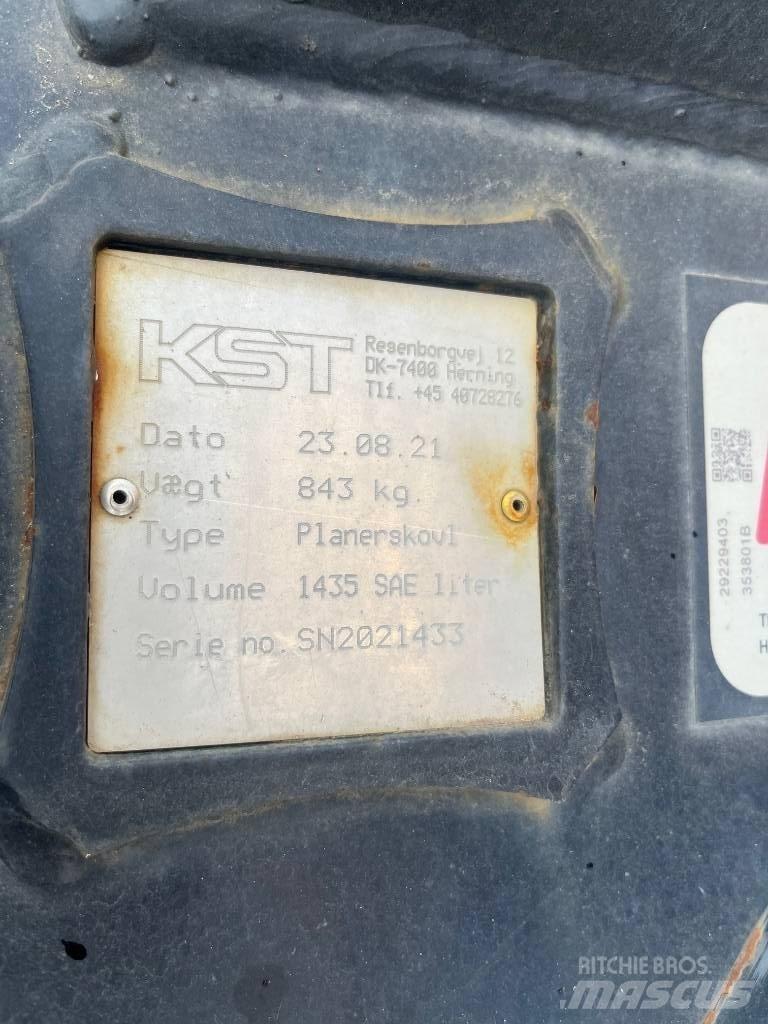 KST
Resenborgvej 12
DK-7400 Herning
Tlf. +45 40728276
Dato 23.08.21
Vægt 843 kg.
Type Planerskovl
Volume 1435 SAE liter
Serie no. SN2021433
29229403
353801B
RITCHIE BROS.
MASCUS